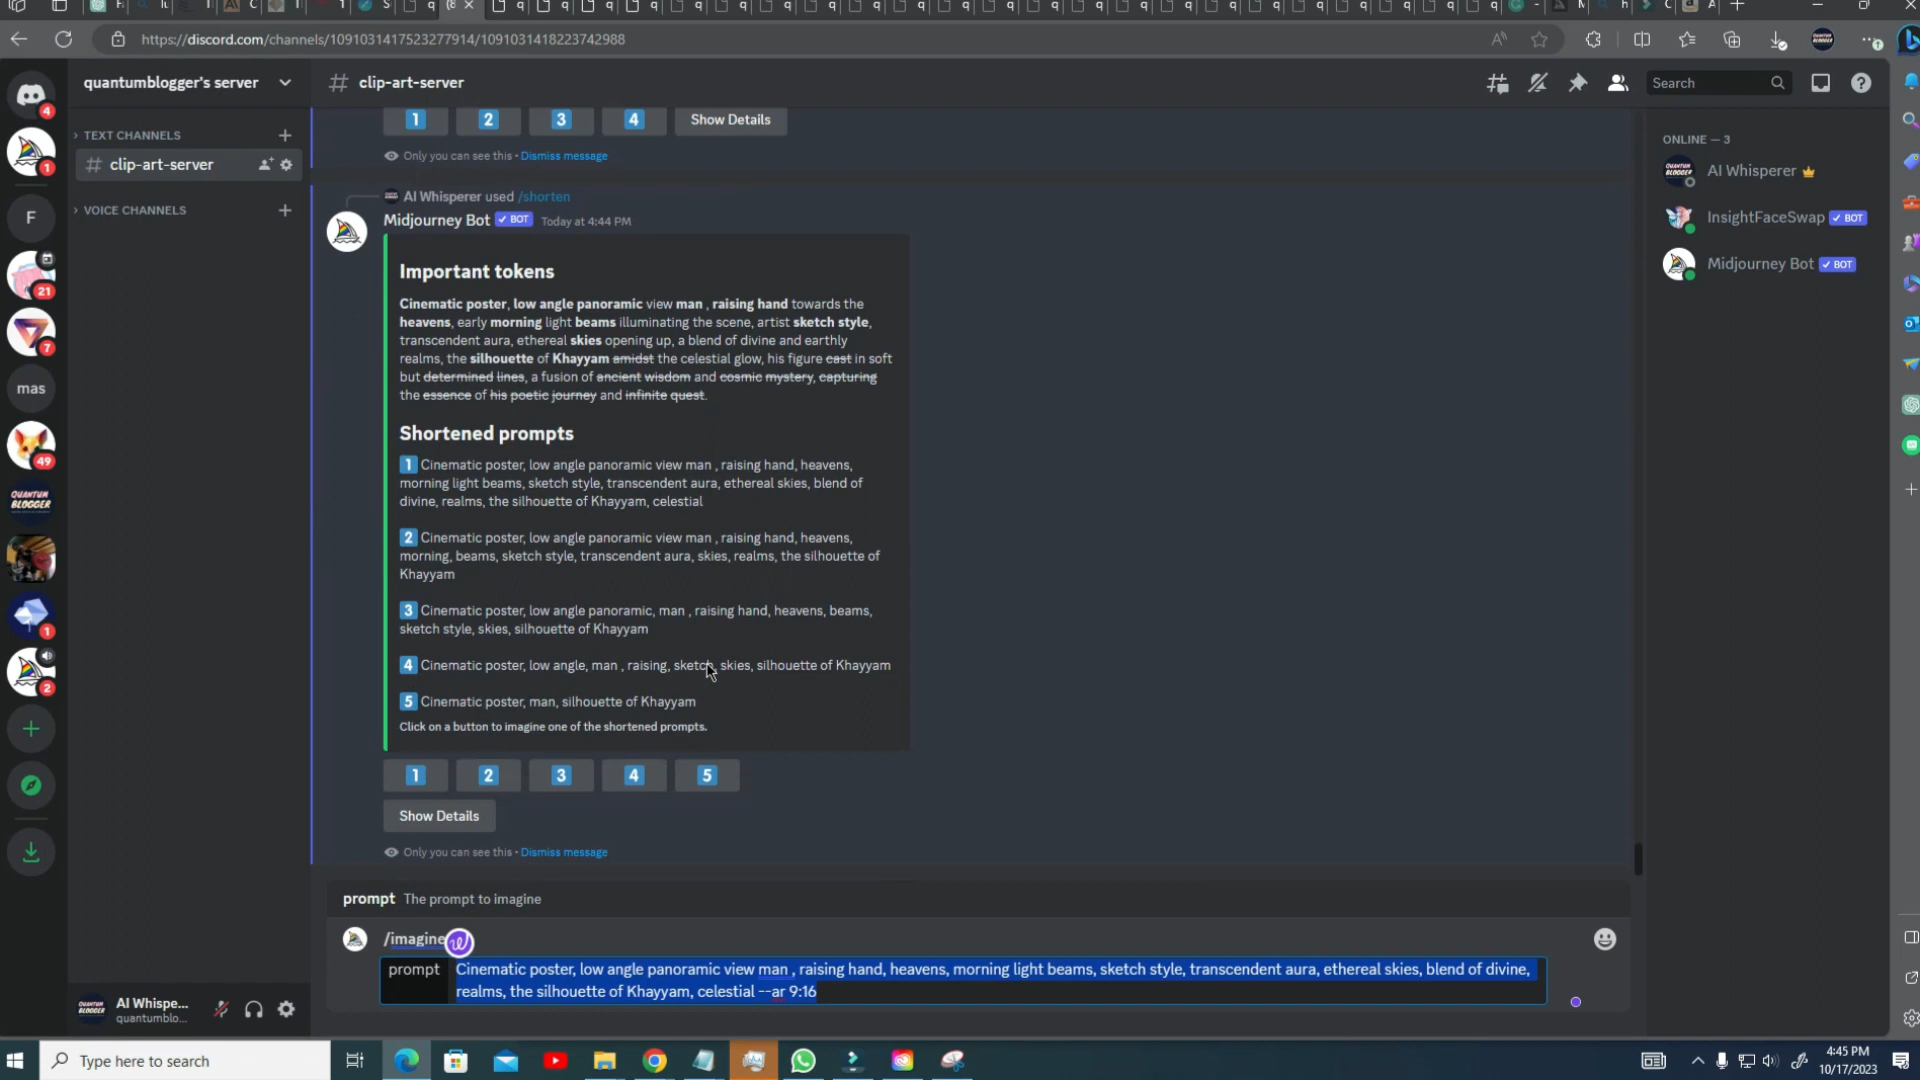 https://discord.com/channels/1091031417523277914/1091031418223742988
quantumblogger's server
# clip-art-server
Search
TEXT CHANNELS
# clip-art-server
VOICE CHANNELS
1 2 3 4 Show Details
Only you can see this • Dismiss message
AI Whisperer used /shorten
Midjourney Bot BOT Today at 4:44 PM
Important tokens
Cinematic poster, low angle panoramic view man , raising hand towards the
heavens, early morning light beams illuminating the scene, artist sketch style,
transcendent aura, ethereal skies opening up, a blend of divine and earthly
realms, the silhouette of Khayyam amidst the celestial glow, his figure cast in soft
but determined lines, a fusion of ancient wisdom and cosmic mystery, capturing
the essence of his poetic journey and infinite quest.
Shortened prompts
1 Cinematic poster, low angle panoramic view man , raising hand, heavens,
morning light beams, sketch style, transcendent aura, ethereal skies, blend of
divine, realms, the silhouette of Khayyam, celestial
2 Cinematic poster, low angle panoramic view man , raising hand, heavens,
morning, beams, sketch style, transcendent aura, skies, realms, the silhouette of
Khayyam
3 Cinematic poster, low angle panoramic, man , raising hand, heavens, beams,
sketch style, skies, silhouette of Khayyam
4 Cinematic poster, low angle, man , raising, sketch, skies, silhouette of Khayyam
5 Cinematic poster, man, silhouette of Khayyam
Click on a button to imagine one of the shortened prompts.
1 2 3 4 5
Show Details
Only you can see this • Dismiss message
prompt The prompt to imagine
/imagine
prompt Cinematic poster, low angle panoramic view man , raising hand, heavens, morning light beams, sketch style, transcendent aura, ethereal skies, blend of divine,
realms, the silhouette of Khayyam, celestial --ar 9:16
ONLINE — 3
AI Whisperer
InsightFaceSwap BOT
Midjourney Bot BOT
4
1
F
21
7
mas
49
QUANTUM
BLOGGER
1
2
AI Whispe...
quantumblo...
Type here to search
4:45 PM
10/17/2023